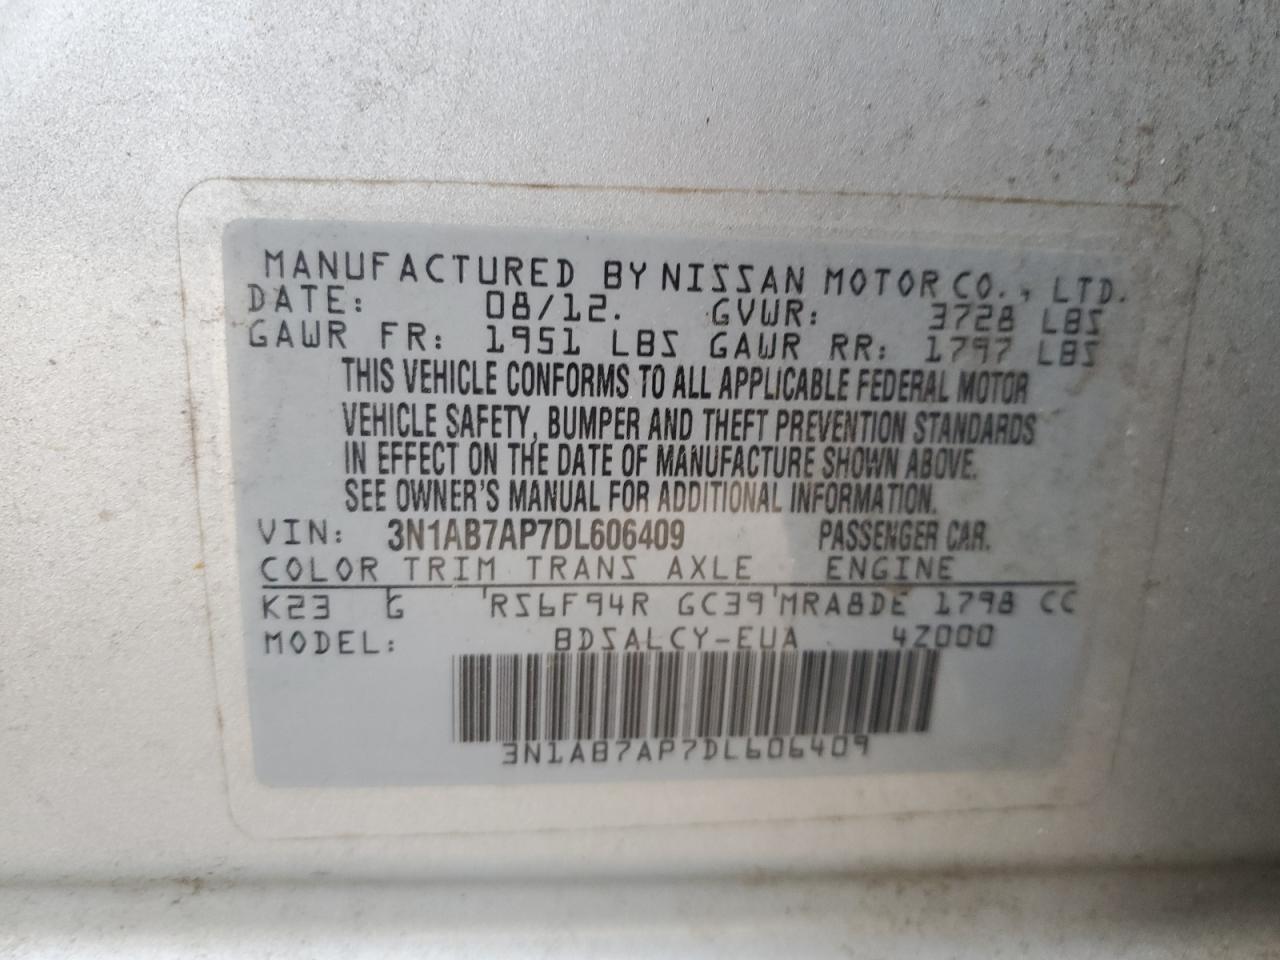 MANUFACTURED BY NISSAN MOTOR CO., LTD.
DATE: 08/12. GVWR: 3728 LBS
GAWR FR: 1951 LBS GAWR RR: 1797 LBS
THIS VEHICLE CONFORMS TO ALL APPLICABLE FEDERAL MOTOR
VEHICLE SAFETY, BUMPER AND THEFT PREVENTION STANDARDS
IN EFFECT ON THE DATE OF MANUFACTURE SHOWN ABOVE.
SEE OWNER'S MANUAL FOR ADDITIONAL INFORMATION.
VIN: 3N1AB7AP7DL606409 PASSENGER CAR.
COLOR TRIM TRANS AXLE ENGINE
K23 G RS6F94R GC39 MRA8DE 1798 CC
MODEL: BDSALCY-EUA 4Z000
3N1AB7AP7DL606409